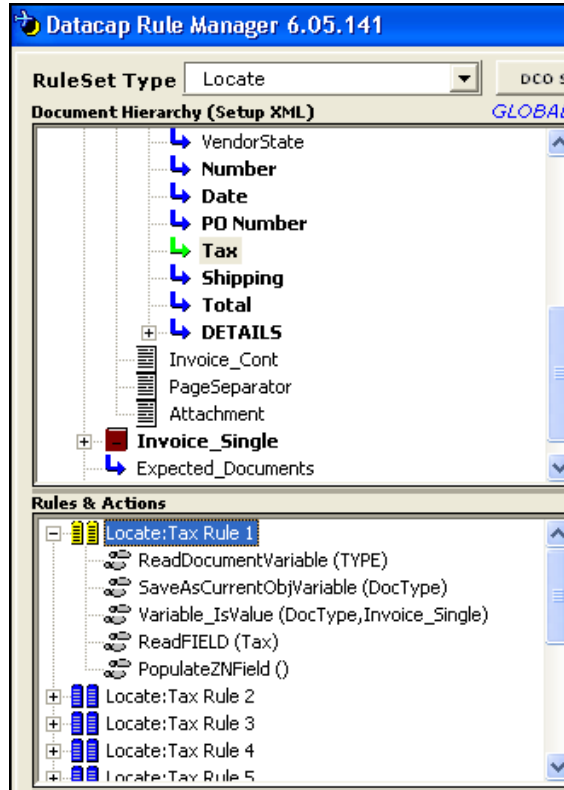 Datacap Rule Manager 6.05.141
RuleSet Type Locate DCO S
Document Hierarchy (Setup XML) GLOBAL
VendorState
Number
Date
PO Number
Tax
Shipping
Total
DETAILS
Invoice_Cont
PageSeparator
Attachment
Invoice_Single
Expected_Documents
Rules & Actions
Locate:Tax Rule 1
ReadDocumentVariable (TYPE)
SaveAsCurrentObjVariable (DocType)
Variable_IsValue (DocType,Invoice_Single)
ReadFIELD (Tax)
PopulateZNField ()
Locate:Tax Rule 2
Locate:Tax Rule 3
Locate:Tax Rule 4
Locate:Tax Rule 5